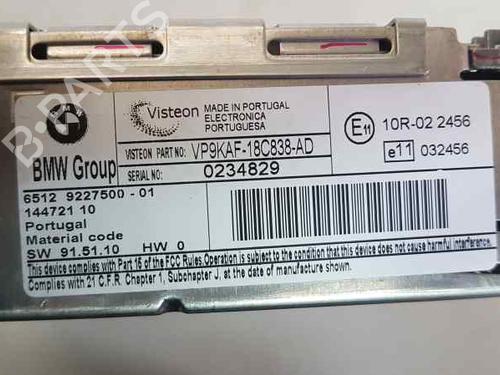 BMW Group
Visteon
MADE IN PORTUGAL
ELECTRONICA
PORTUGUESA
VISTEON PART NO: VP9KAF-18C838-AD
SERIAL NO: 0234829
E11 10R-02 2456
e11 032456
6512 9227500 -01
144721 10
Portugal
Material code
SW 91.51.10 HW 0
This device complies with Part 16 of the FCC Rules. Operation is subject to the condition that this device does not cause harmful interference
Complies with 21 C.F.R. Chapter 1, Subchapter J, at the date of manufacture shown.
B-PARTS